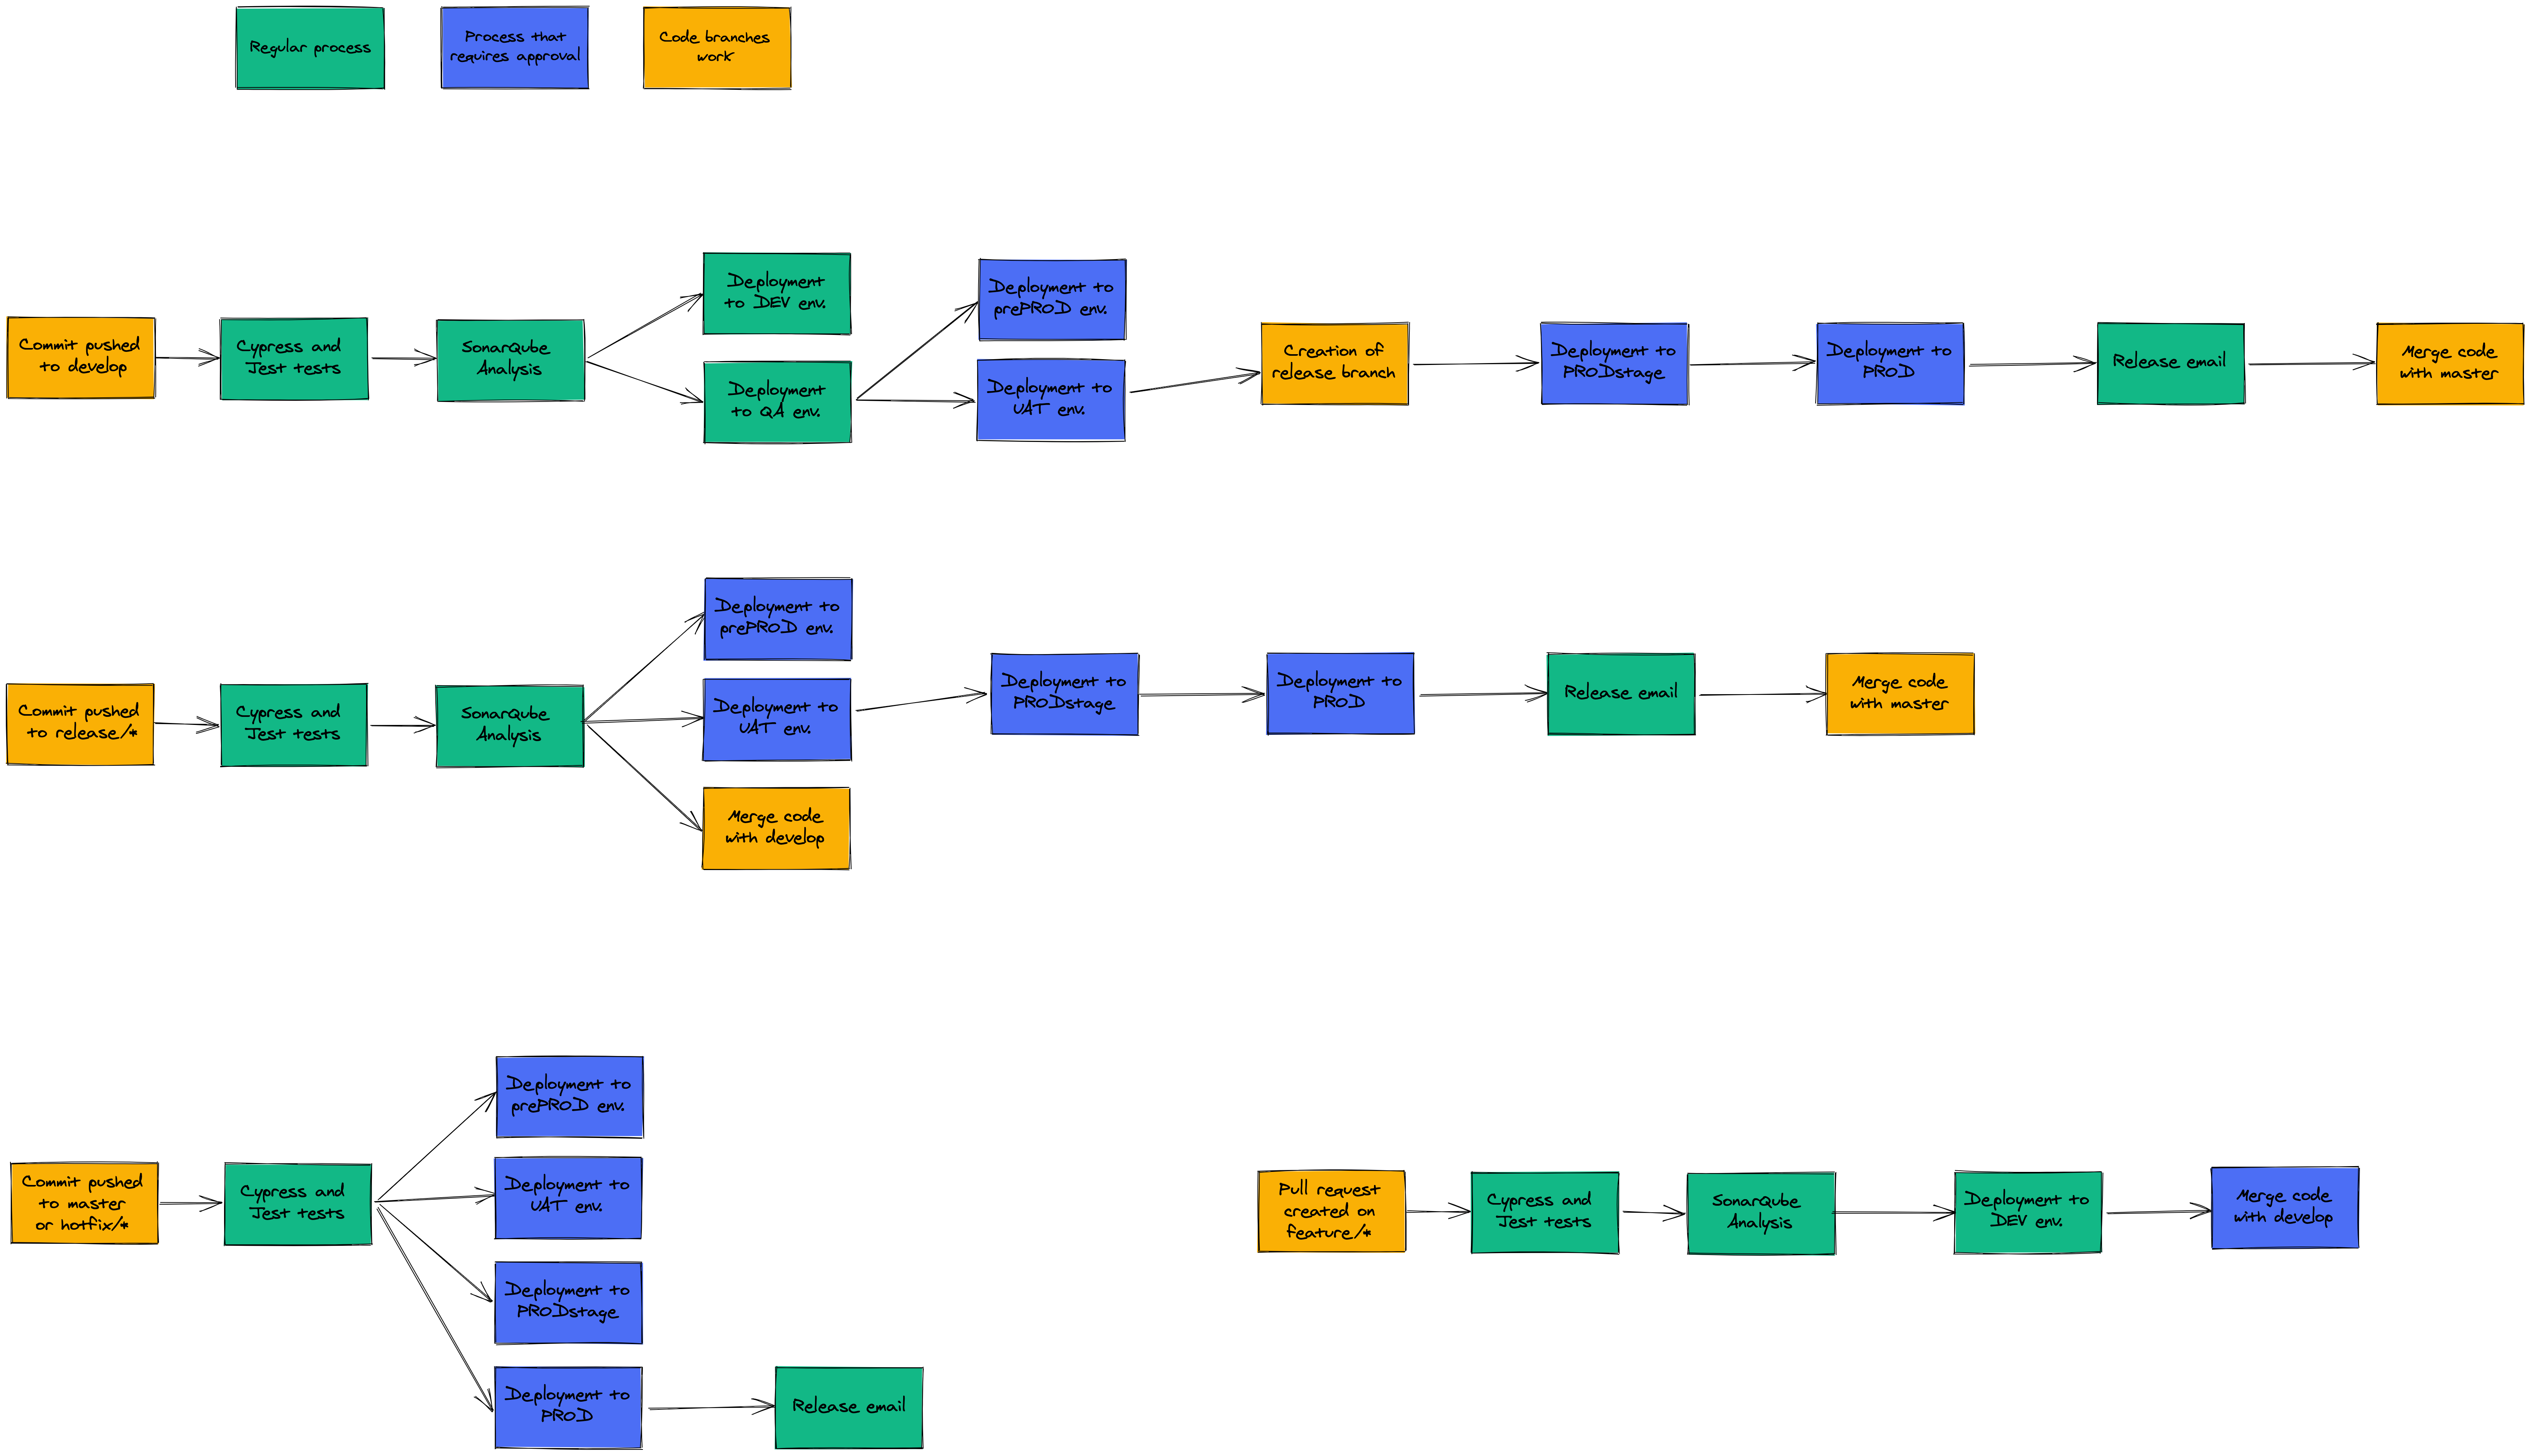 Regular process
Process that
requires approval
Code branches
work
Commit pushed
to develop
Cypress and
Jest tests
SonarQube
Analysis
Deployment
to DEV env.
Deployment
to QA env.
Deployment to
prePROD env.
Deployment to
UAT env.
Creation of
release branch
Deployment to
PRODstage
Deployment to
PROD
Release email
Merge code
with master
Commit pushed
to release/*
Cypress and
Jest tests
SonarQube
Analysis
Deployment to
prePROD env.
Deployment to
UAT env.
Merge code
with develop
Deployment to
PRODstage
Deployment to
PROD
Release email
Merge code
with master
Commit pushed
to master
or hotfix/*
Cypress and
Jest tests
Deployment to
prePROD env.
Deployment to
UAT env.
Deployment to
PRODstage
Deployment to
PROD
Release email
Pull request
created on
feature/*
Cypress and
Jest tests
SonarQube
Analysis
Deployment to
DEV env.
Merge code
with develop